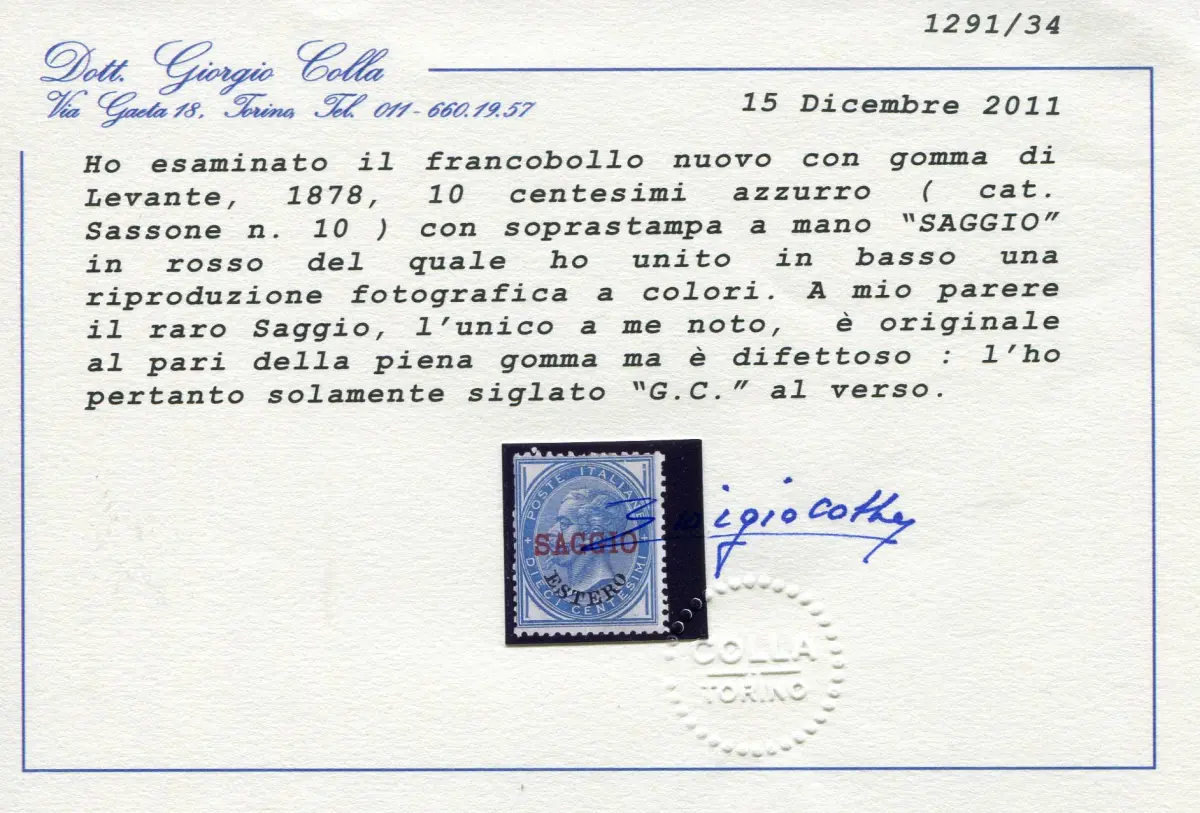 1291/34
Dott. Giorgio Colla
Via Gaeta 18, Torino, Tel. 011-660.19.57
15 Dicembre 2011
Ho esaminato il francobollo nuovo con gomma di
Levante, 1878, 10 centesimi azzurro ( cat.
Sassone n. 10 ) con soprastampa a mano “SAGGIO”
in rosso del quale ho unito in basso una
riproduzione fotografica a colori. A mio parere
il raro Saggio, l'unico a me noto, è originale
al pari della piena gomma ma è difettoso : l'ho
pertanto solamente siglato “G.C.” al verso.
POSTE ITALIANE
SAGGIO
ESTERO
DIECI CENTESIMI
COLLA
TORINO